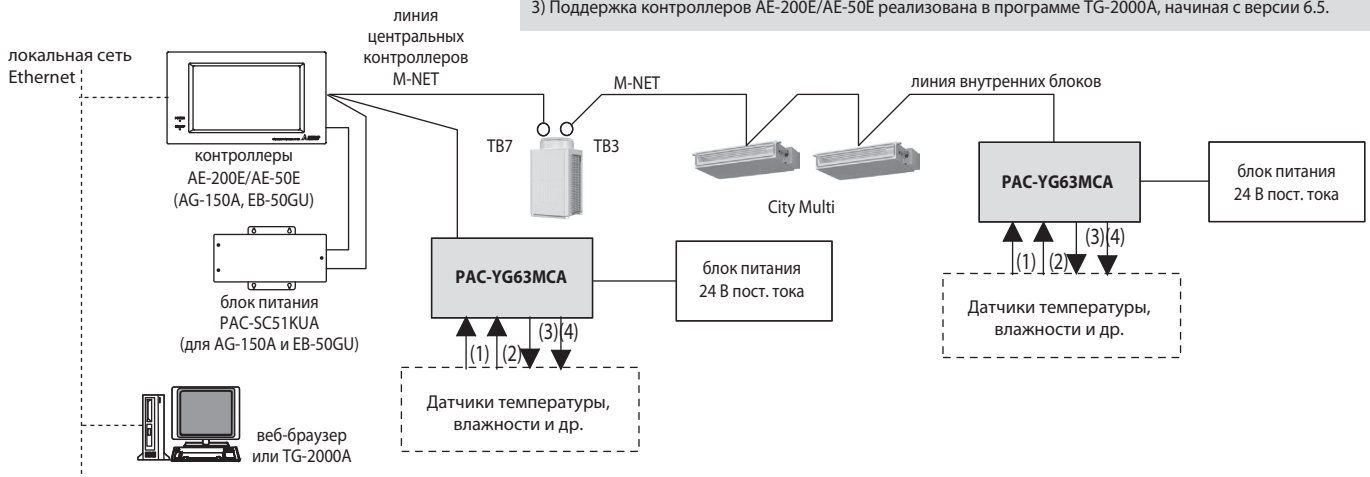 3) Поддержка контроллеров AE-200E/AE-50E реализована в программе TG-2000A, начиная с версии 6.5.
линия
центральных
контроллеров
M-NET
локальная сеть
Ethernet
контроллеры
AE-200E/AE-50E
(AG-150A, EB-50GU)
блок питания
PAC-SC51KUA
(для AG-150A и EB-50GU)
веб-браузер
или TG-2000A
TB7
TB3
M-NET
линия внутренних блоков
City Multi
PAC-YG63MCA
блок питания
24 В пост. тока
(1)
(2)
(3)
(4)
Датчики температуры,
влажности и др.
PAC-YG63MCA
блок питания
24 В пост. тока
(1)
(2)
(3)
(4)
Датчики температуры,
влажности и др.